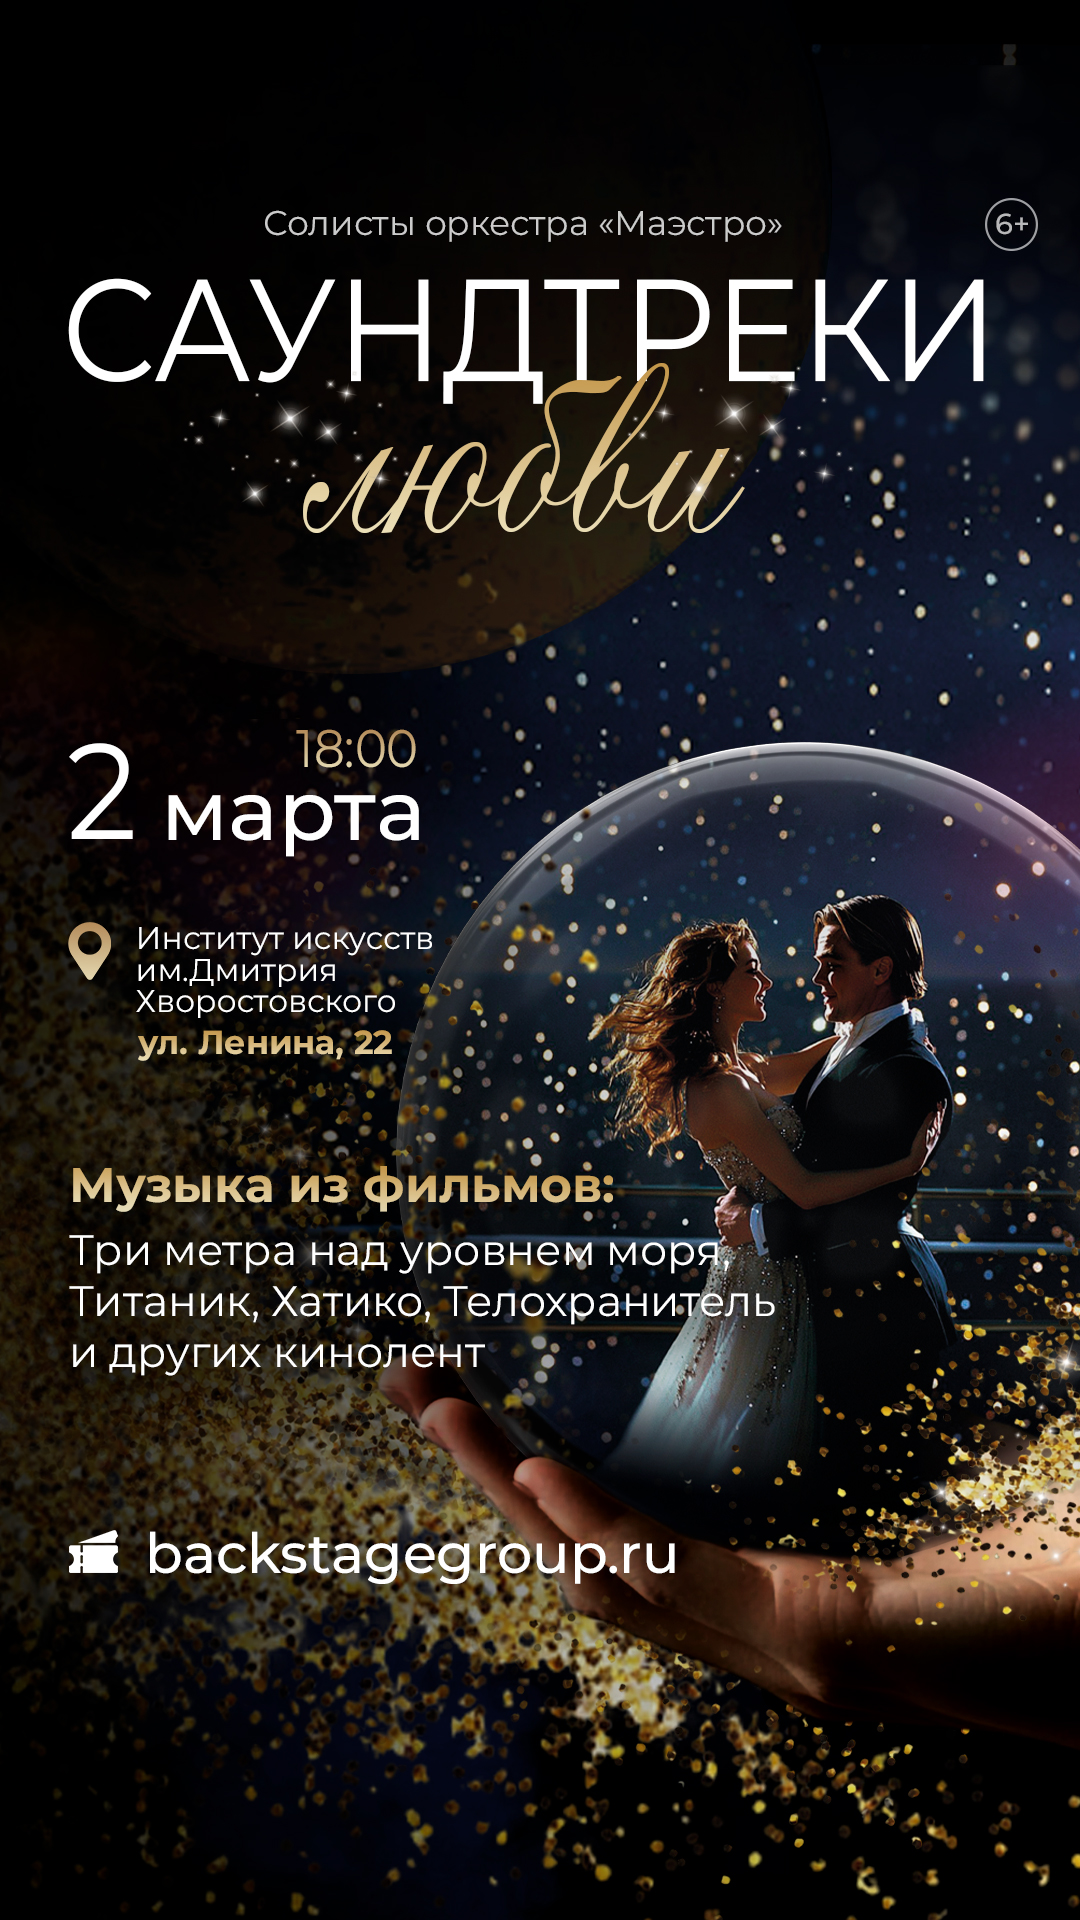 Солисты оркестра «Маэстро»
6+
САУНДТРЕКИ
любви
18:00
2 марта
Институт искусств
им.Дмитрия
Хворостовского
ул. Ленина, 22
Музыка из фильмов:
Три метра над уровнем моря,
Титаник, Хатико, Телохранитель
и других кинолент
backstagegroup.ru